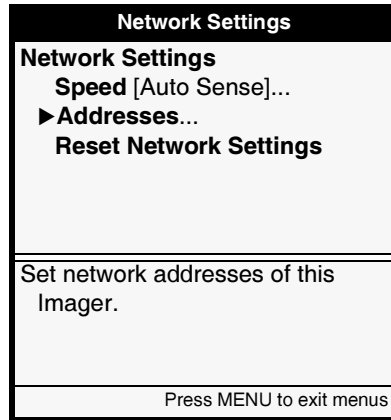 Network Settings
Network Settings
Speed [Auto Sense]...
▶Addresses...
Reset Network Settings
Set network addresses of this
Imager.
Press MENU to exit menus